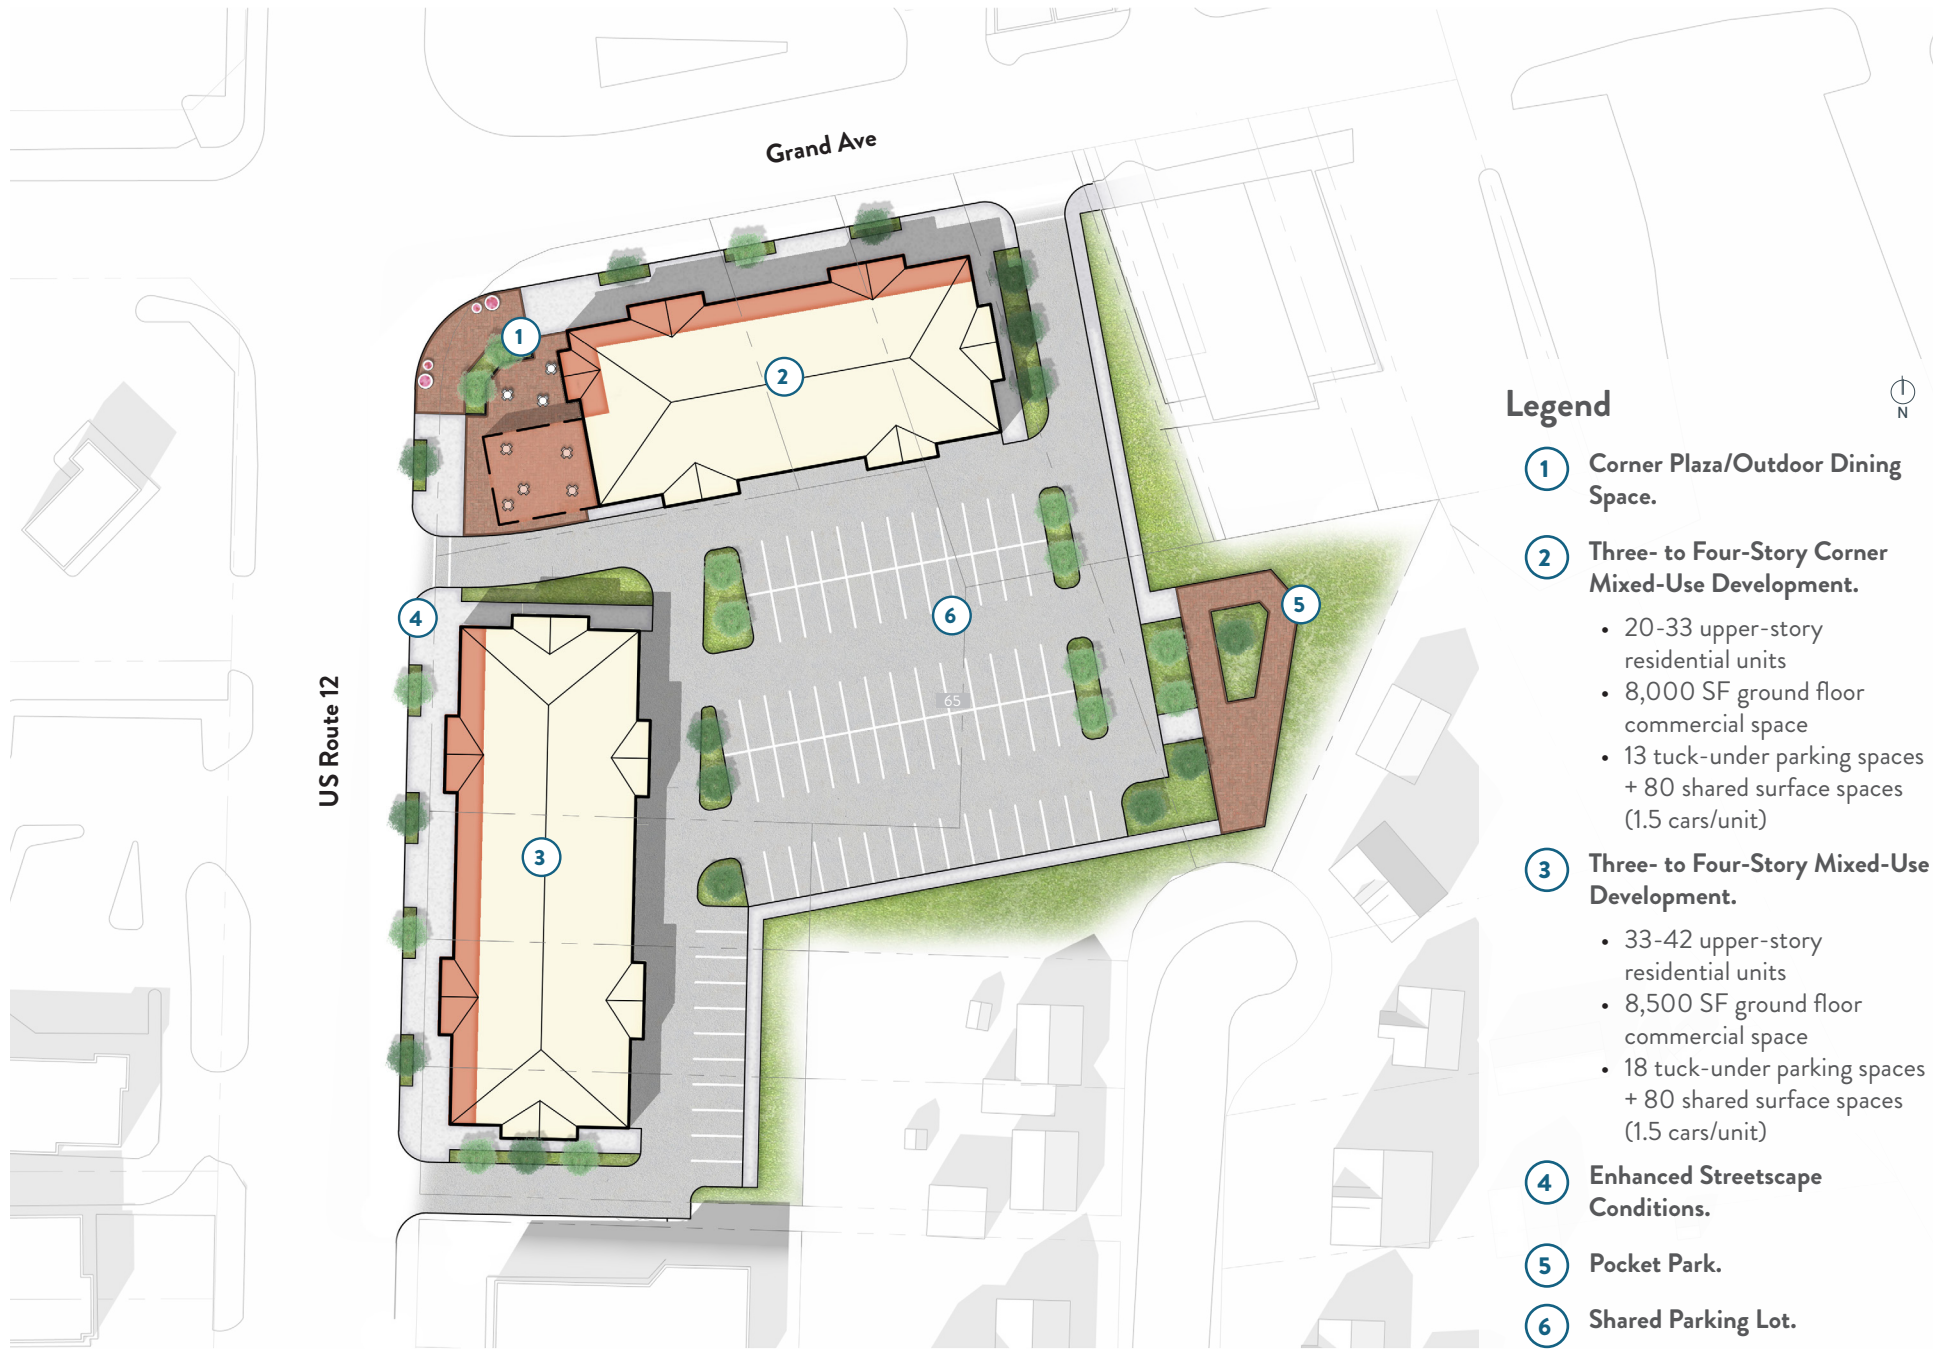 Grand Ave
US Route 12
1
2
3
4
5
6
65
Legend
N
1
Corner Plaza/Outdoor Dining
Space.
2
Three- to Four-Story Corner
Mixed-Use Development.
• 20-33 upper-story
residential units
• 8,000 SF ground floor
commercial space
• 13 tuck-under parking spaces
+ 80 shared surface spaces
(1.5 cars/unit)
3
Three- to Four-Story Mixed-Use
Development.
• 33-42 upper-story
residential units
• 8,500 SF ground floor
commercial space
• 18 tuck-under parking spaces
+ 80 shared surface spaces
(1.5 cars/unit)
4
Enhanced Streetscape
Conditions.
5
Pocket Park.
6
Shared Parking Lot.